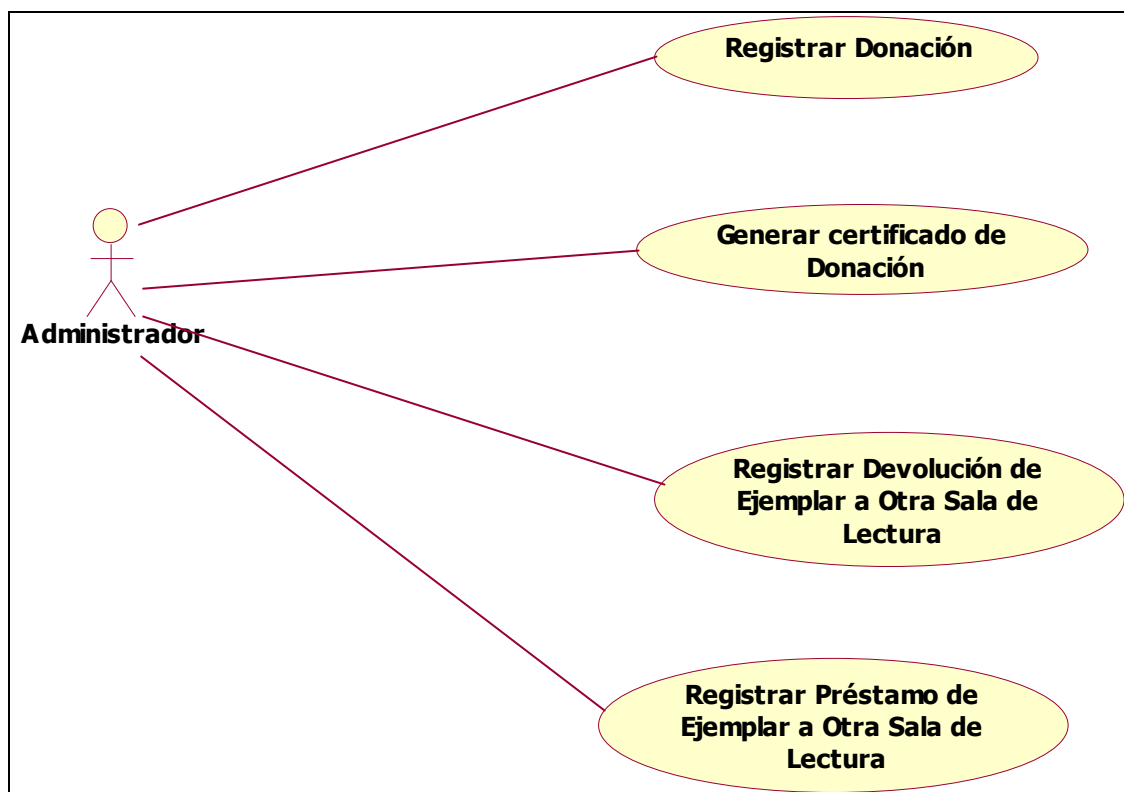 Registrar Donación
Generar certificado de
Donación
Administrador
Registrar Devolución de
Ejemplar a Otra Sala de
Lectura
Registrar Préstamo de
Ejemplar a Otra Sala de
Lectura